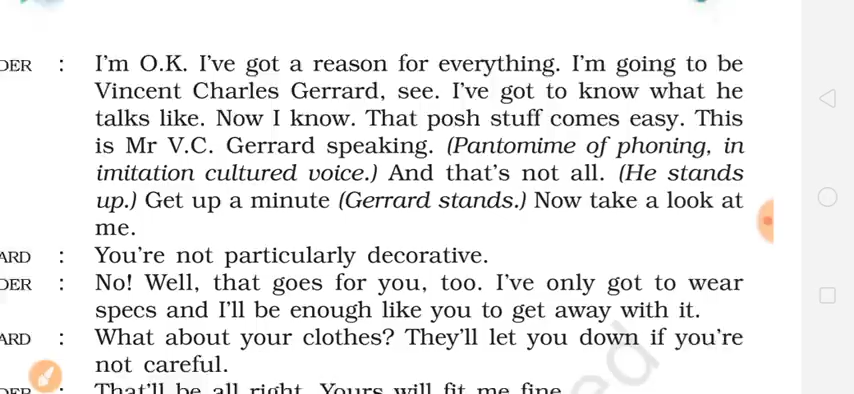 DER : I'm O.K. I've got a reason for everything. I'm going to be
Vincent Charles Gerrard, see. I've got to know what he
talks like. Now I know. That posh stuff comes easy. This
is Mr V.C. Gerrard speaking. (Pantomime of phoning, in
imitation cultured voice.) And that's not all. (He stands
up.) Get up a minute (Gerrard stands.) Now take a look at
me.
ARD : You're not particularly decorative.
DER : No! Well, that goes for you, too. I've only got to wear
specs and I'll be enough like you to get away with it.
ARD : What about your clothes? They'll let you down if you're
not careful.
DER : That'll be all right. Yours will fit me fine.